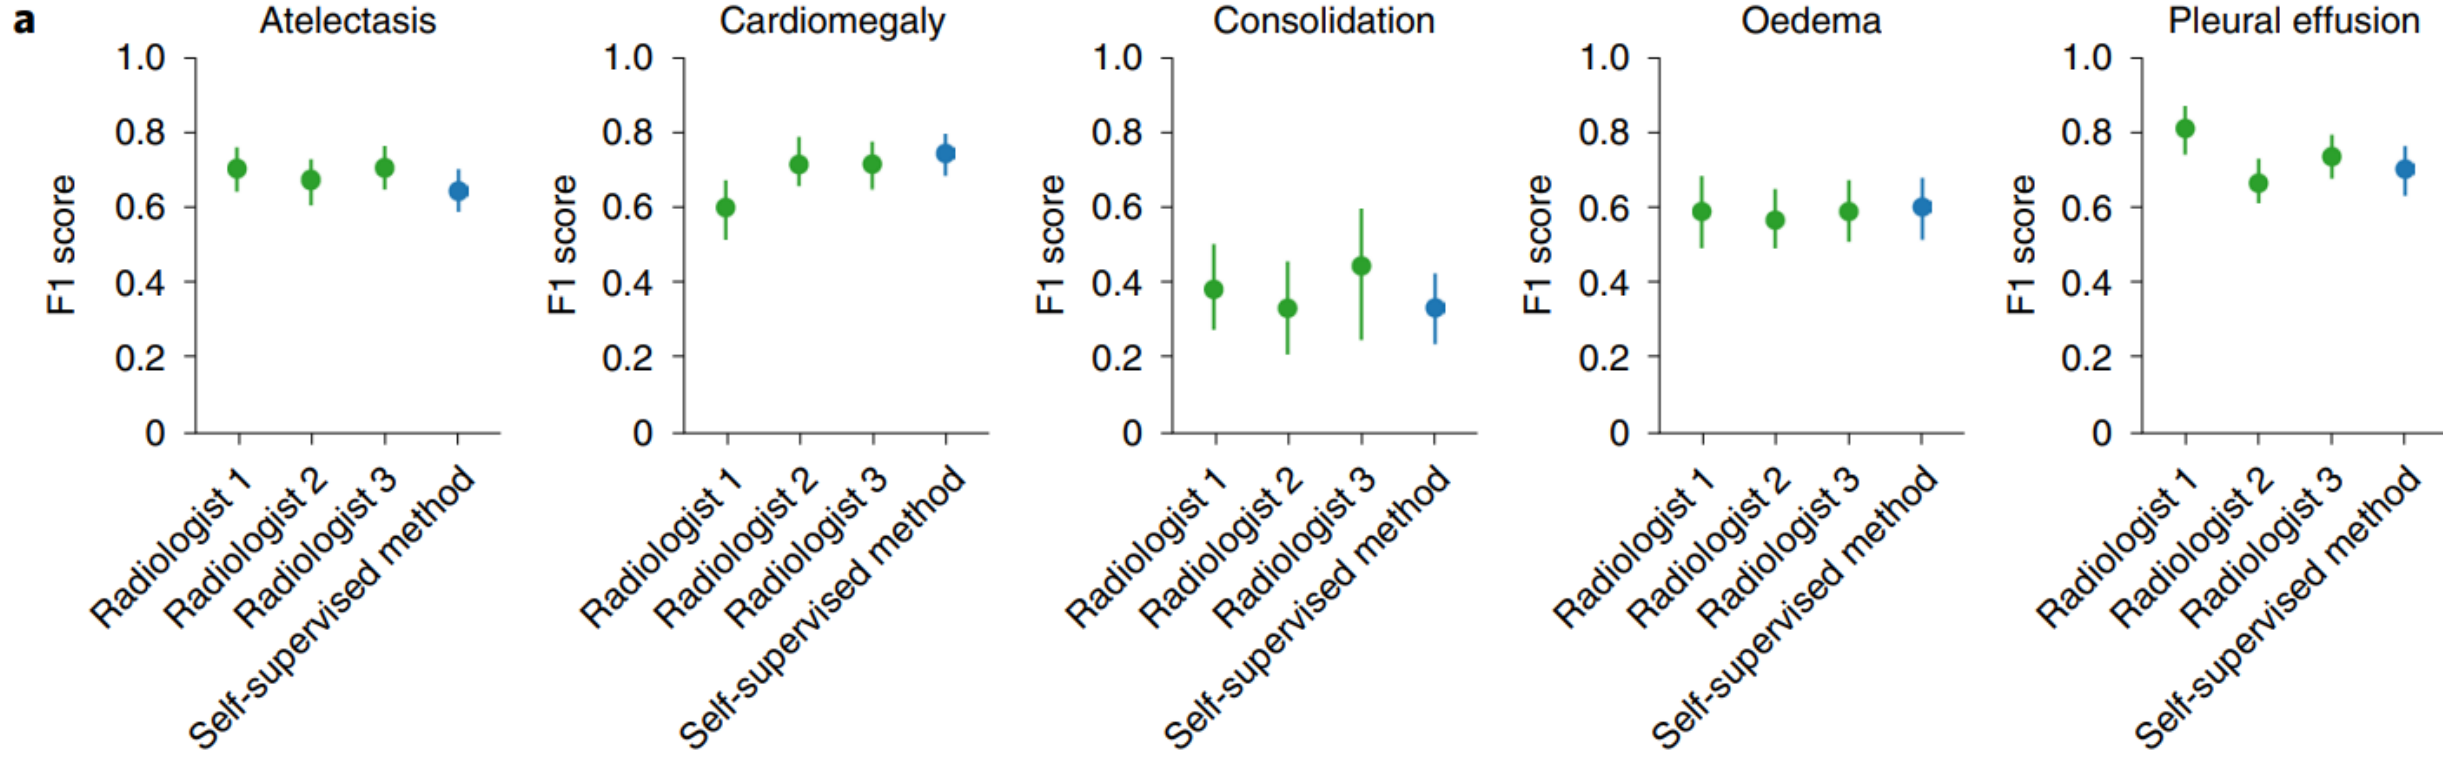 a
Atelectasis
1.0
0.8
0.6
0.4
0.2
0
F1 score
Radiologist 1
Radiologist 2
Radiologist 3
Self-supervised method
Cardiomegaly
1.0
0.8
0.6
0.4
0.2
0
F1 score
Radiologist 1
Radiologist 2
Radiologist 3
Self-supervised method
Consolidation
1.0
0.8
0.6
0.4
0.2
0
F1 score
Radiologist 1
Radiologist 2
Radiologist 3
Self-supervised method
Oedema
1.0
0.8
0.6
0.4
0.2
0
F1 score
Radiologist 1
Radiologist 2
Radiologist 3
Self-supervised method
Pleural effusion
1.0
0.8
0.6
0.4
0.2
0
F1 score
Radiologist 1
Radiologist 2
Radiologist 3
Self-supervised method